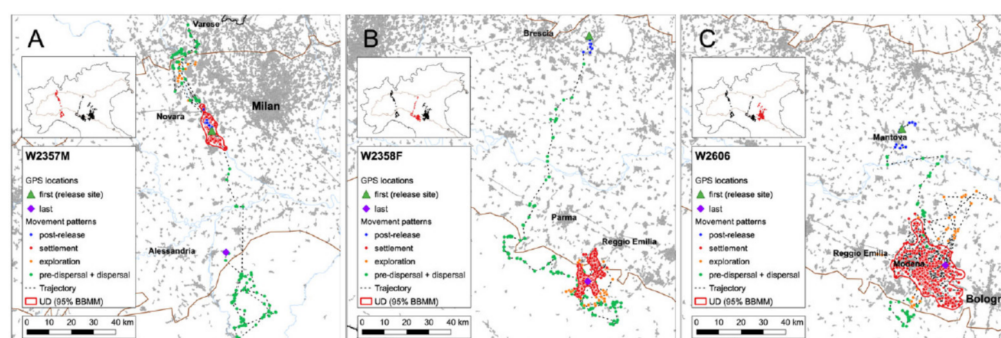 A
Varese
Milan
Novara
W2357M
GPS locations
first (release site)
last
Movement patterns
post-release
settlement
exploration
pre-dispersal + dispersal
Trajectory
UD (95% BBMM)
Alessandria
0 10 20 30 40 km
B
Brescia
W2358F
GPS locations
first (release site)
last
Movement patterns
post-release
settlement
exploration
pre-dispersal + dispersal
Trajectory
UD (95% BBMM)
Parma
Reggio Emilia
0 10 20 30 40 km
C
Mantova
W2606
GPS locations
first (release site)
last
Movement patterns
post-release
settlement
exploration
pre-dispersal + dispersal
Trajectory
UD (95% BBMM)
Reggio Emilia
Modena
Bologn
0 10 20 30 40 km